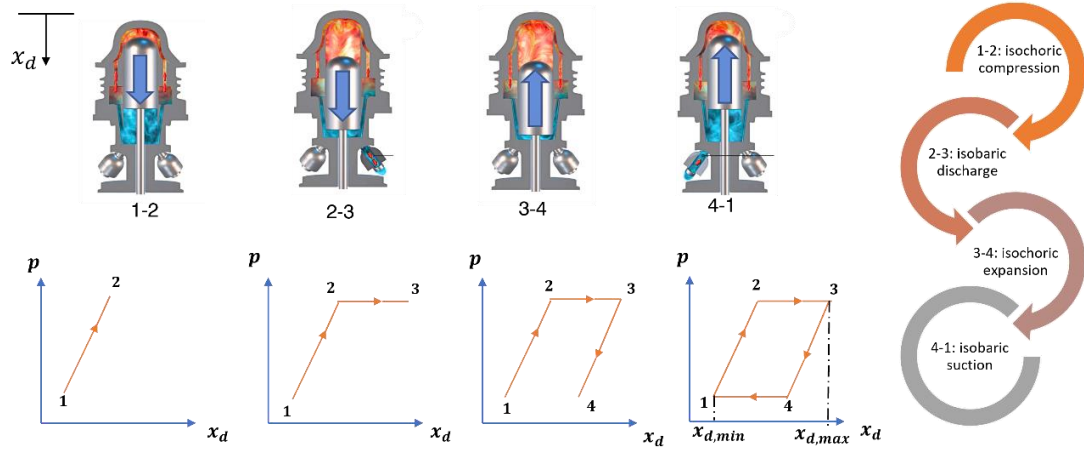 x_d
1-2
2-3
3-4
4-1
1-2: isochoric
compression
2-3: isobaric
discharge
3-4: isochoric
expansion
4-1: isobaric
suction
p
2
1
x_d
p
2
3
1
x_d
p
2
3
1
4
x_d
p
2
3
1
4
x_{d,min}
x_{d,max}
x_d